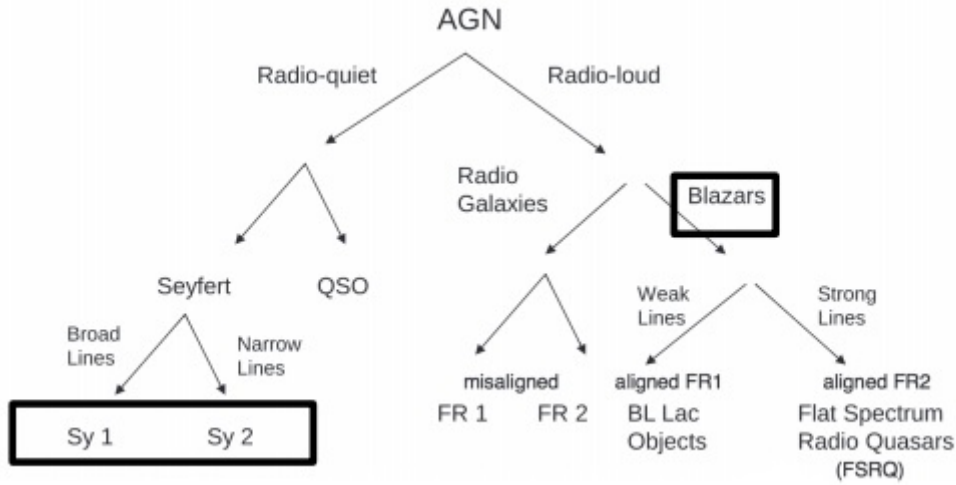 AGN
Radio-quiet
Radio-loud
Radio
Galaxies
Blazars
Seyfert
QSO
Weak
Lines
Strong
Lines
Broad
Lines
Narrow
Lines
misaligned
aligned FR1
aligned FR2
FR 1
FR 2
BL Lac
Objects
Flat Spectrum
Radio Quasars
(FSRQ)
Sy 1
Sy 2